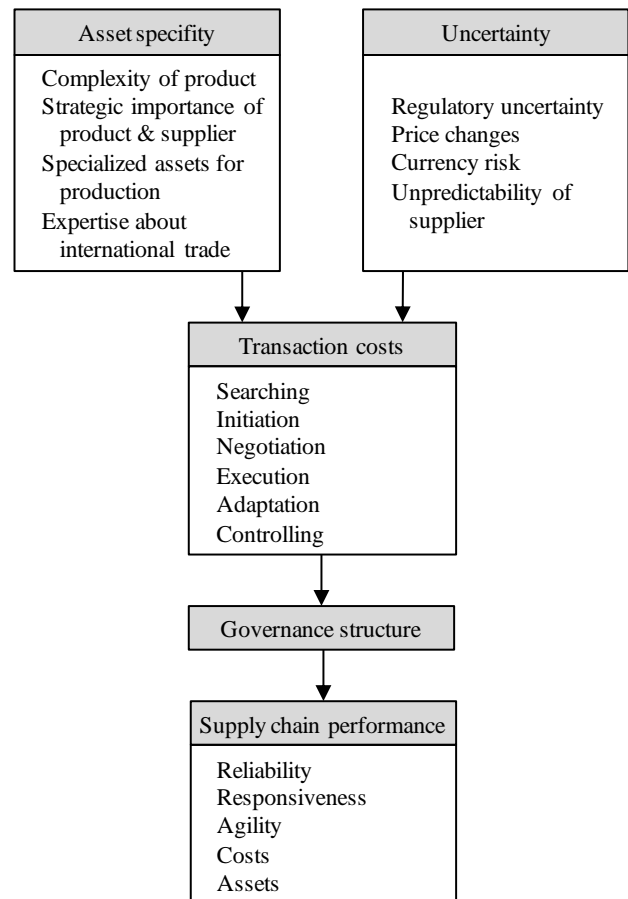 Asset specifity
Complexity of product
Strategic importance of
product & supplier
Specialized assets for
production
Expertise about
international trade
Uncertainty
Regulatory uncertainty
Price changes
Currency risk
Unpredictability of
supplier
Transaction costs
Searching
Initiation
Negotiation
Execution
Adaptation
Controlling
Governance structure
Supply chain performance
Reliability
Responsiveness
Agility
Costs
Assets